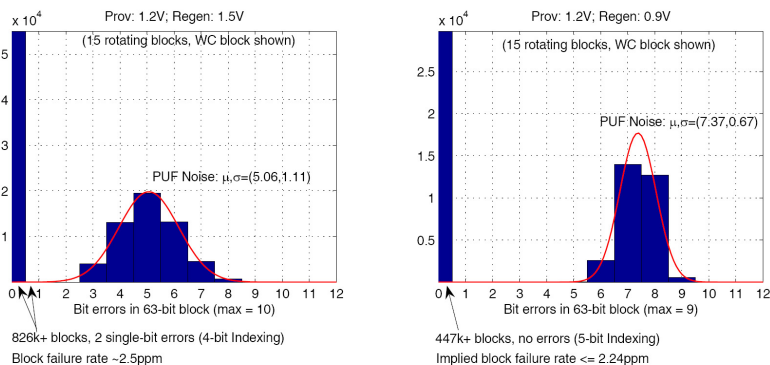 Prov: 1.2V; Regen: 1.5V
x 10^4
(15 rotating blocks, WC block shown)
5
4
3
2
1
PUF Noise: μ,σ=(5.06,1.11)
0 1 2 3 4 5 6 7 8 9 10 11 12
Bit errors in 63-bit block (max = 10)
826k+ blocks, 2 single-bit errors (4-bit Indexing)
Block failure rate ~2.5ppm
Prov: 1.2V; Regen: 0.9V
x 10^4
(15 rotating blocks, WC block shown)
2.5
2
1.5
1
0.5
PUF Noise: μ,σ=(7.37,0.67)
0 1 2 3 4 5 6 7 8 9 10 11 12
Bit errors in 63-bit block (max = 9)
447k+ blocks, no errors (5-bit Indexing)
Implied block failure rate <= 2.24ppm